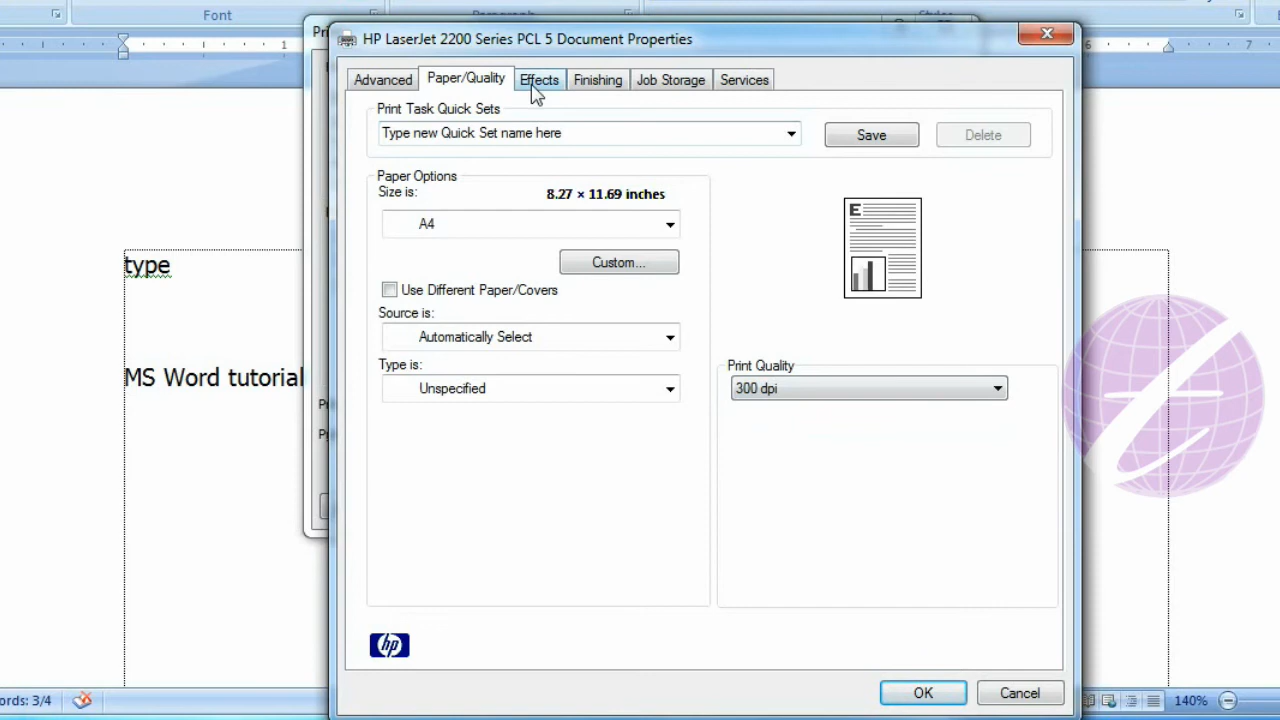 Font
HP LaserJet 2200 Series PCL 5 Document Properties
1
7
Advanced Paper/Quality Effects Finishing Job Storage Services
Print Task Quick Sets
Type new Quick Set name here
Save
Delete
Paper Options
Size is:
8.27 × 11.69 inches
A4
Custom...
Use Different Paper/Covers
Source is:
Automatically Select
Type is:
Unspecified
Print Quality
300 dpi
E
type
MS Word tutorial
hp
OK
Cancel
ords: 3/4
140%